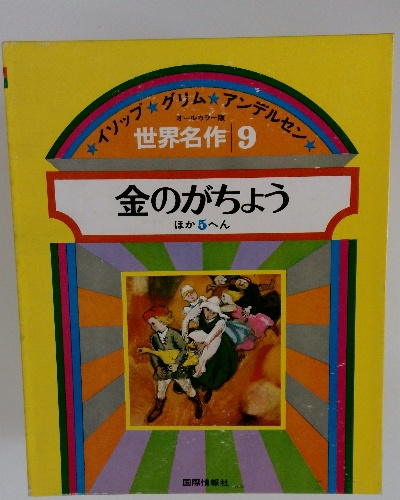 ★イソップ★グリム★アンデルセン★
オールカラー版
世界名作 9
金のがちょう
ほか5へん
国際情報社